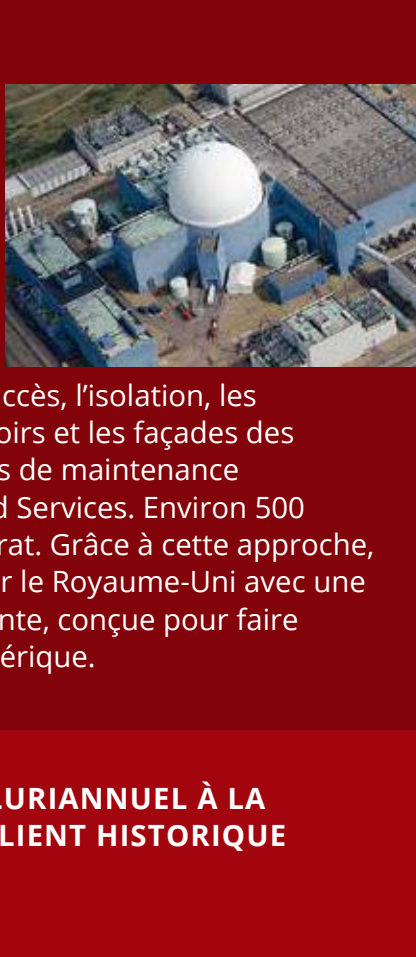 ccès, l’isolation, les
oirs et les façades des
s de maintenance
d Services. Environ 500
rat. Grâce à cette approche,
r le Royaume-Uni avec une
nte, conçue pour faire
érique.
LURIANNUEL À LA
LIENT HISTORIQUE